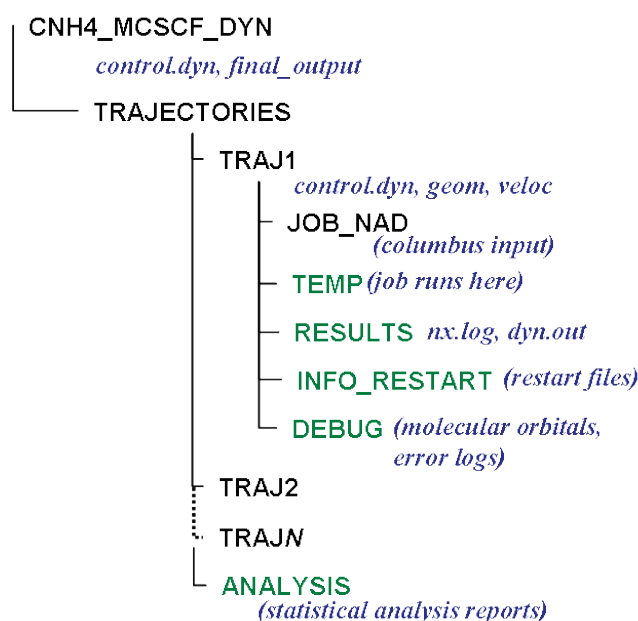 CNH4_MCSCF_DYN
control.dyn, final_output
TRAJECTORIES
TRAJ1
control.dyn, geom, veloc
JOB_NAD
(columbus input)
TEMP (job runs here)
RESULTS nx.log, dyn.out
INFO_RESTART (restart files)
DEBUG (molecular orbitals,
error logs)
TRAJ2
TRAJN
ANALYSIS
(statistical analysis reports)